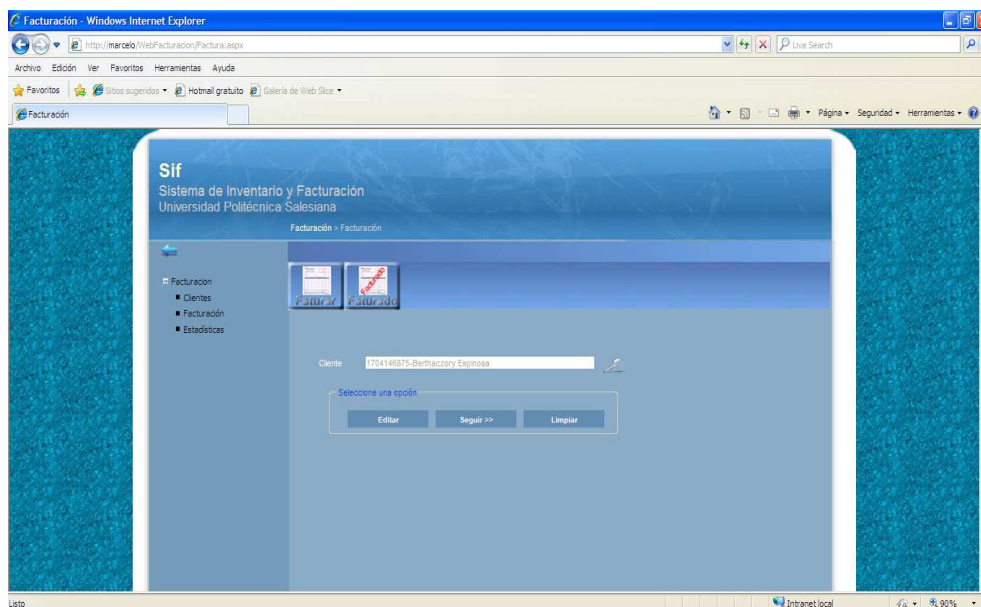 Facturación - Windows Internet Explorer
http://marcelo/WebFacturacion/Factura.aspx
Live Search
Archivo Edición Ver Favoritos Herramientas Ayuda
Favoritos Sitios sugeridos Hotmail gratuito Galería de Web Slice
Facturación
Página Seguridad Herramientas
Sif
Sistema de Inventario y Facturación
Universidad Politécnica Salesiana
Facturación > Facturación
Facturacion
Clientes
Facturación
Estadísticas
Facturado
Cliente 1704146875-Berthaczory Espinosa
Seleccione una opción
Editar Seguir >> Limpiar
Listo Intranet local 90%